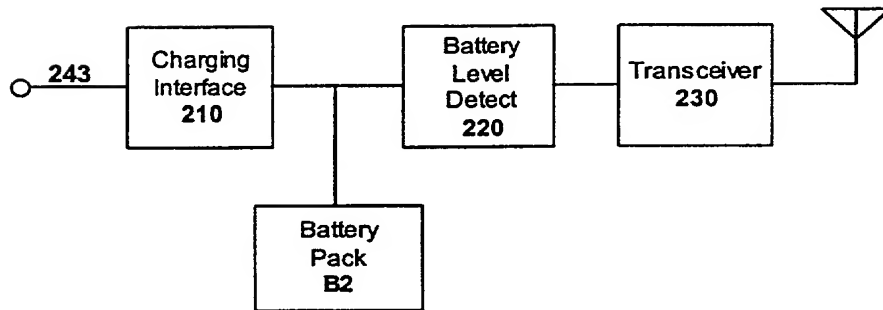 243
Charging
Interface
210
Battery
Level
Detect
220
Transceiver
230
Battery
Pack
B2